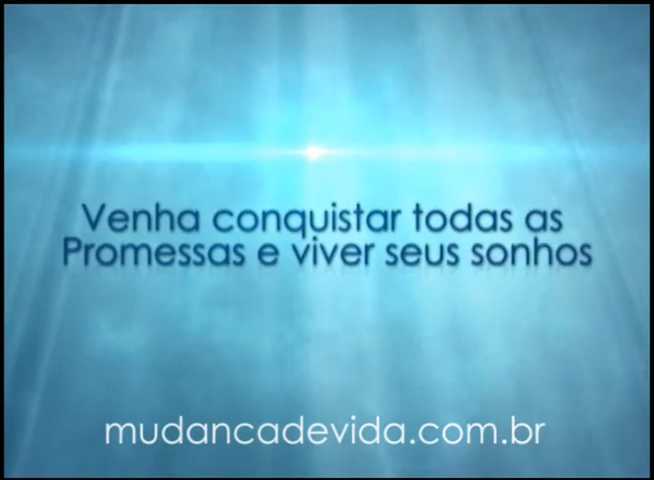 Venha conquistar todas as
Promessas e viver seus sonhos
mudancadevida.com.br